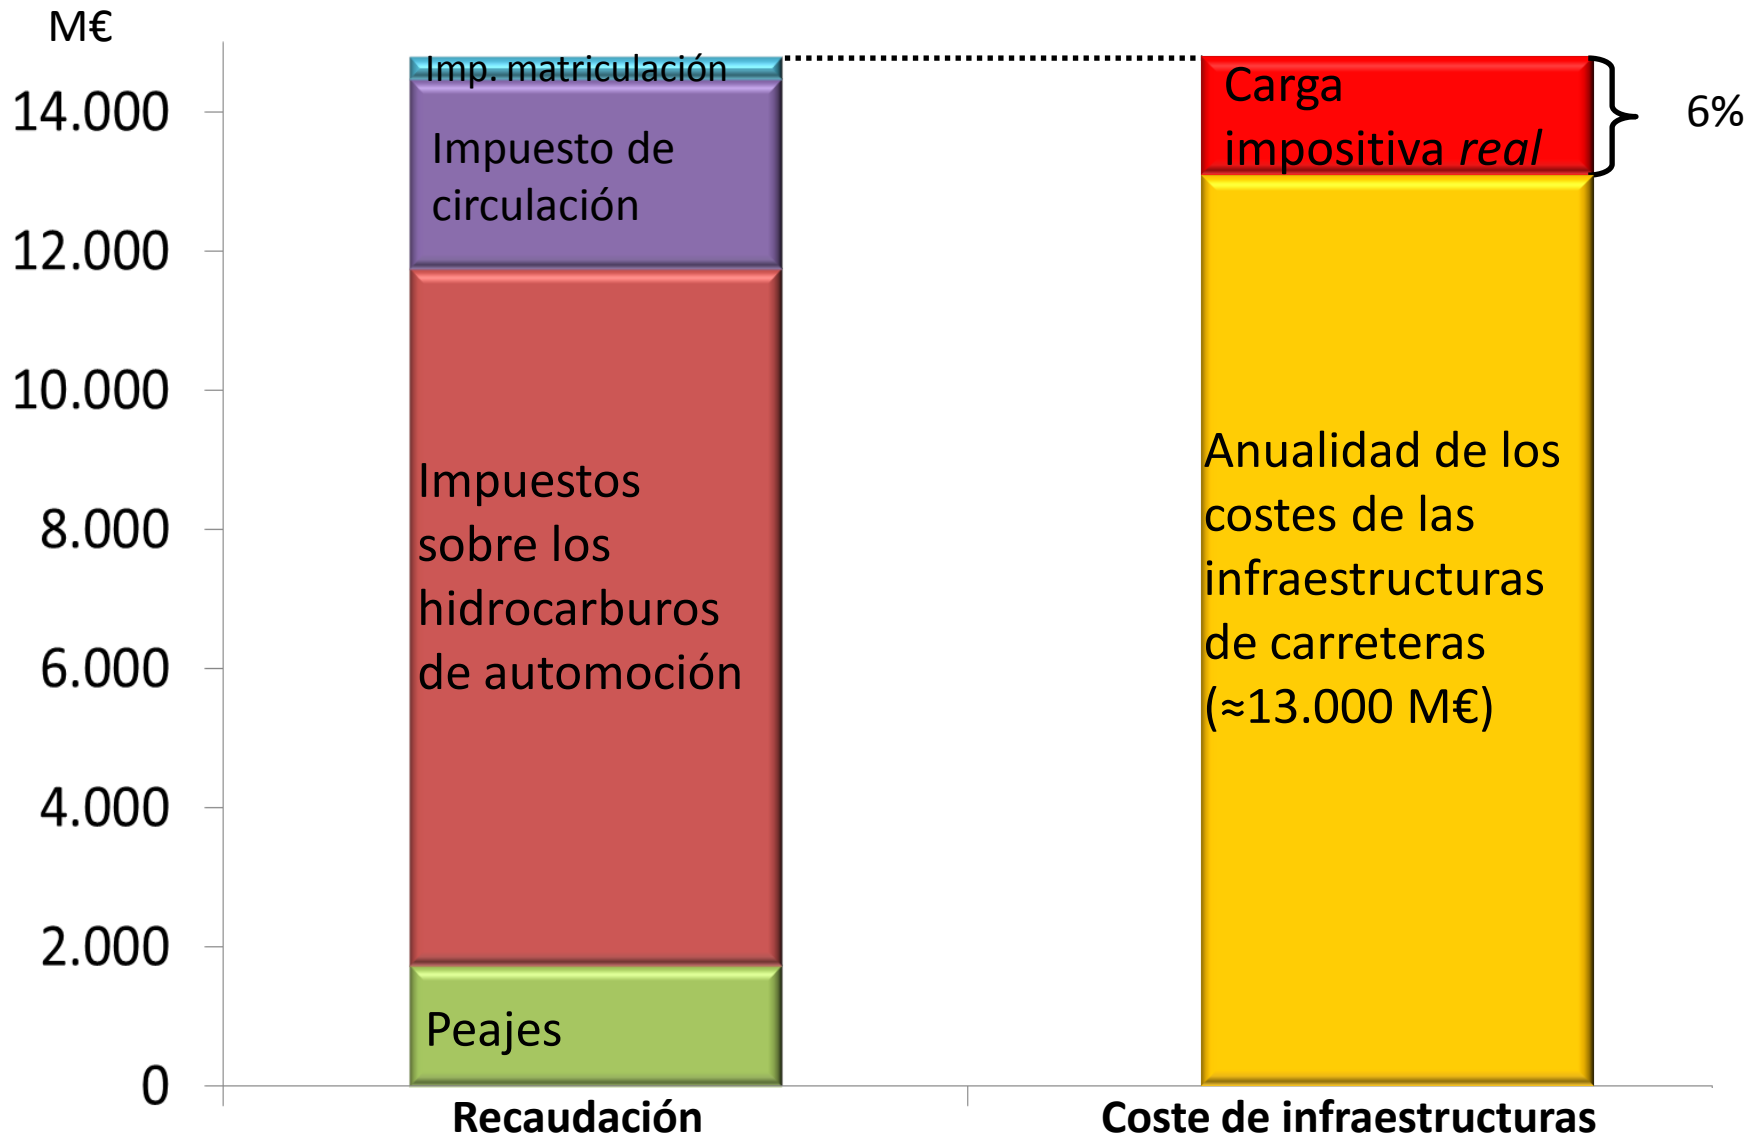 M€
14.000
12.000
10.000
8.000
6.000
4.000
2.000
0
Imp. matriculación
Impuesto de
circulación
Impuestos
sobre los
hidrocarburos
de automoción
Peajes
Carga
impositiva real
6%
Anualidad de los
costes de las
infraestructuras
de carreteras
(≈13.000 M€)
Recaudación
Coste de infraestructuras